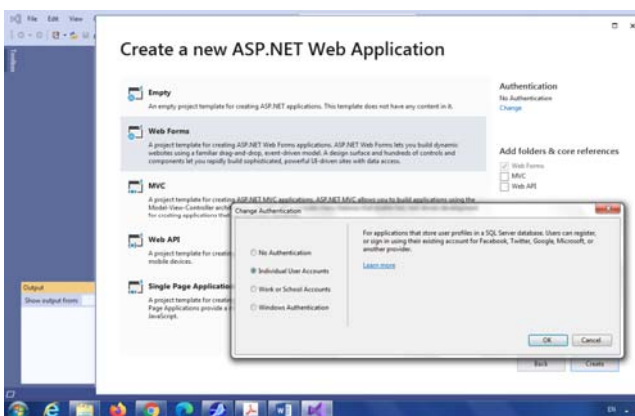 File Edit View
Toolbox
Create a new ASP.NET Web Application
Empty
An empty project template for creating ASP.NET applications. This template does not have any content in it.
Web Forms
A project template for creating ASP.NET Web Forms applications. ASP.NET Web Forms lets you build dynamic
websites using a familiar drag-and-drop, event-driven model. A design surface and hundreds of controls and
components let you rapidly build sophisticated, powerful UI-driven sites with data access.
MVC
A project template for creating ASP.NET MVC applications. ASP.NET MVC allows you to build applications using the
Model-View-Controller
for creating applications
Web API
A project template for
mobile devices.
Single Page Application
A project template for
Page Applications provide a
JavaScript.
Authentication
No Authentication
Change
Add folders & core references
Web Forms
MVC
Web API
Change Authentication
No Authentication
Individual User Accounts
Work or School Accounts
Windows Authentication
For applications that store user profiles in a SQL Server database. Users can register,
or sign in using their existing account for Facebook, Twitter, Google, Microsoft, or
another provider.
Learn more
OK
Cancel
Back
Create
Output
Show output from:
EN